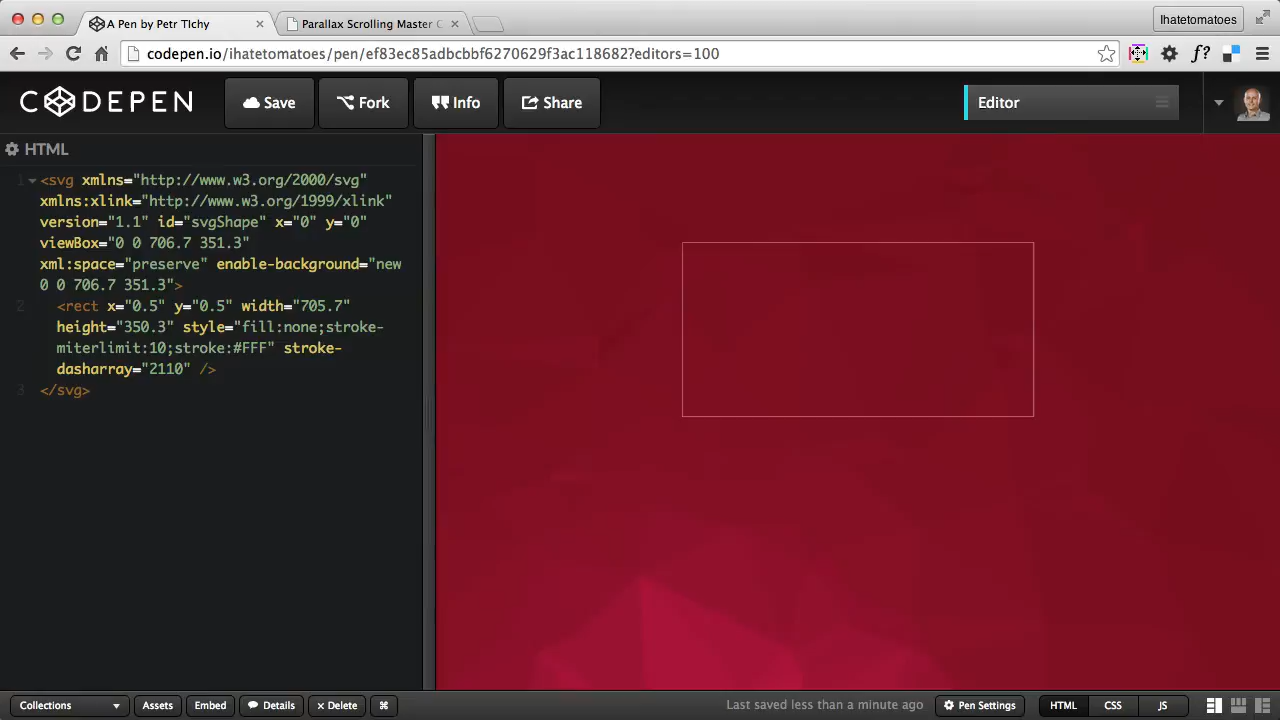 A Pen by Petr TIchy
Parallax Scrolling Master C
Ihatetomatoes
codepen.io/ihatetomatoes/pen/ef83ec85adbcbbf6270629f3ac118682?editors=100
f?
CODEPEN
Save
Fork
Info
Share
Editor
HTML
1 <svg xmlns="http://www.w3.org/2000/svg"
xmlns:xlink="http://www.w3.org/1999/xlink"
version="1.1" id="svgShape" x="0" y="0"
viewBox="0 0 706.7 351.3"
xml:space="preserve" enable-background="new
0 0 706.7 351.3">
2 <rect x="0.5" y="0.5" width="705.7"
height="350.3" style="fill:none;stroke-
miterlimit:10;stroke:#FFF" stroke-
dasharray="2110" />
3 </svg>
Collections
Assets
Embed
Details
× Delete
⌘
Last saved less than a minute ago
Pen Settings
HTML
CSS
JS